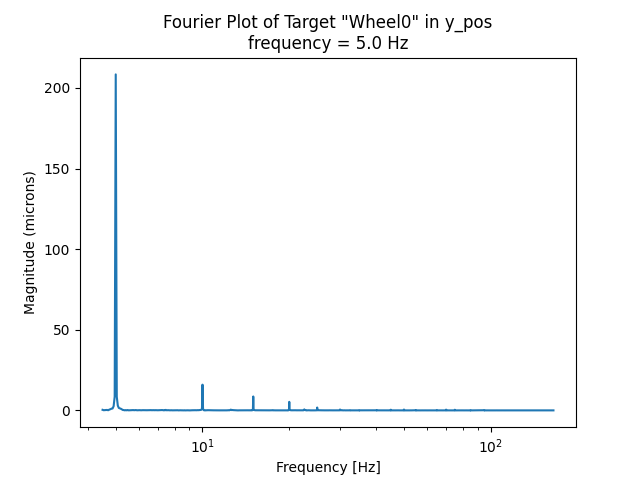 Fourier Plot of Target "Wheel0" in y_pos
frequency = 5.0 Hz
200
150
100
50
0
Magnitude (microns)
10¹
10²
Frequency [Hz]